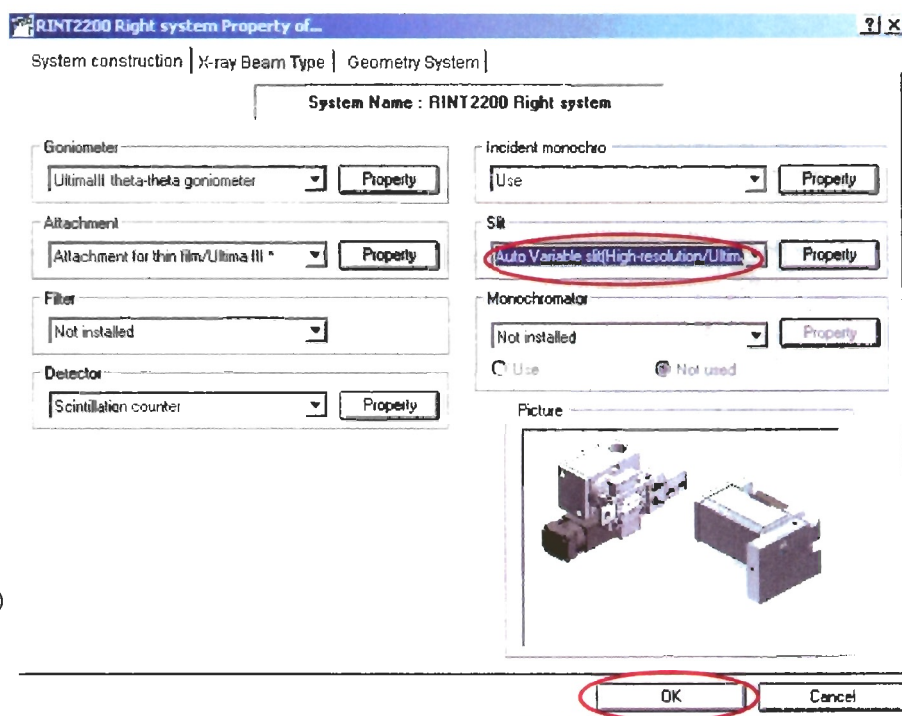 RINT2200 Right system Property of...
System construction
X-ray Beam Type
Geometry System
System Name : RINT2200 Right system
Goniometer
UltimaIII theta-theta goniometer
Property
Attachment
Attachment for thin film/Ultima III *
Property
Filter
Not installed
Detector
Scintillation counter
Property
Incident monochro
Use
Property
Slit
Auto Variable slit(High-resolution/Ultim
Property
Monochromator
Not installed
Property
Use
Not used
Picture
OK
Cancel